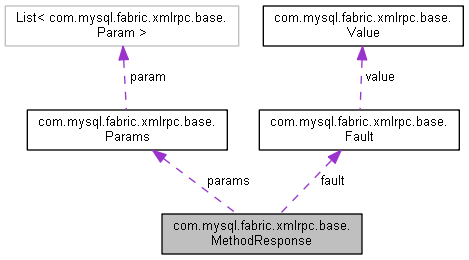 List< com.mysql.fabric.xmlrpc.base.
Param >
com.mysql.fabric.xmlrpc.base.
Value
param
value
com.mysql.fabric.xmlrpc.base.
Params
com.mysql.fabric.xmlrpc.base.
Fault
params
fault
com.mysql.fabric.xmlrpc.base.
MethodResponse